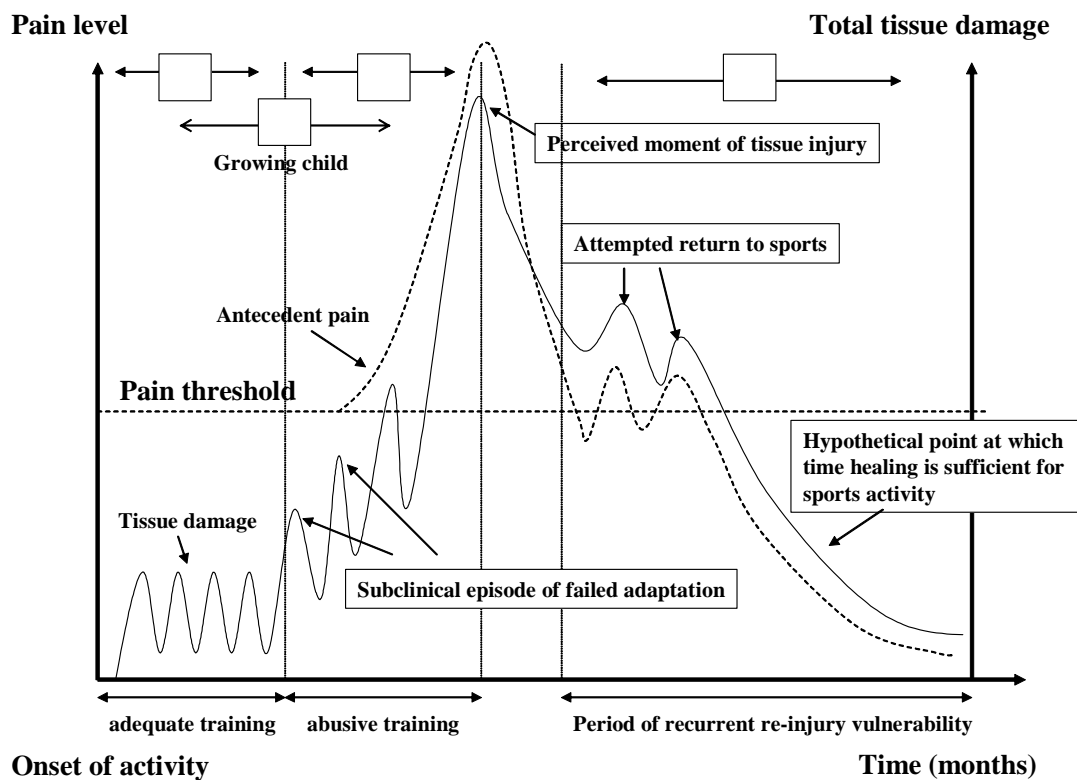 Pain level
Total tissue damage
Growing child
Perceived moment of tissue injury
Attempted return to sports
Antecedent pain
Pain threshold
Hypothetical point at which
time healing is sufficient for
sports activity
Tissue damage
Subclinical episode of failed adaptation
adequate training
abusive training
Period of recurrent re-injury vulnerability
Onset of activity
Time (months)